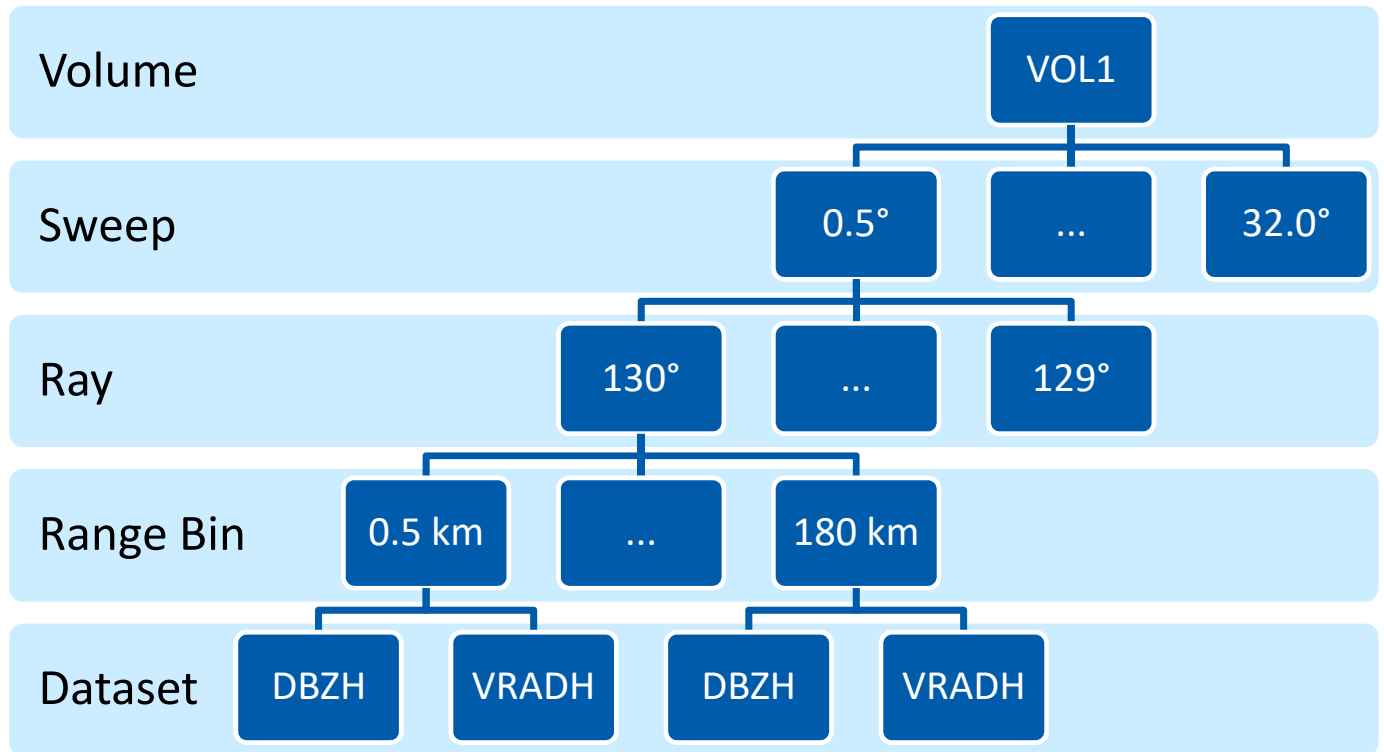 Volume
VOL1
Sweep
0.5°
...
32.0°
Ray
130°
...
129°
Range Bin
0.5 km
...
180 km
Dataset
DBZH
VRADH
DBZH
VRADH